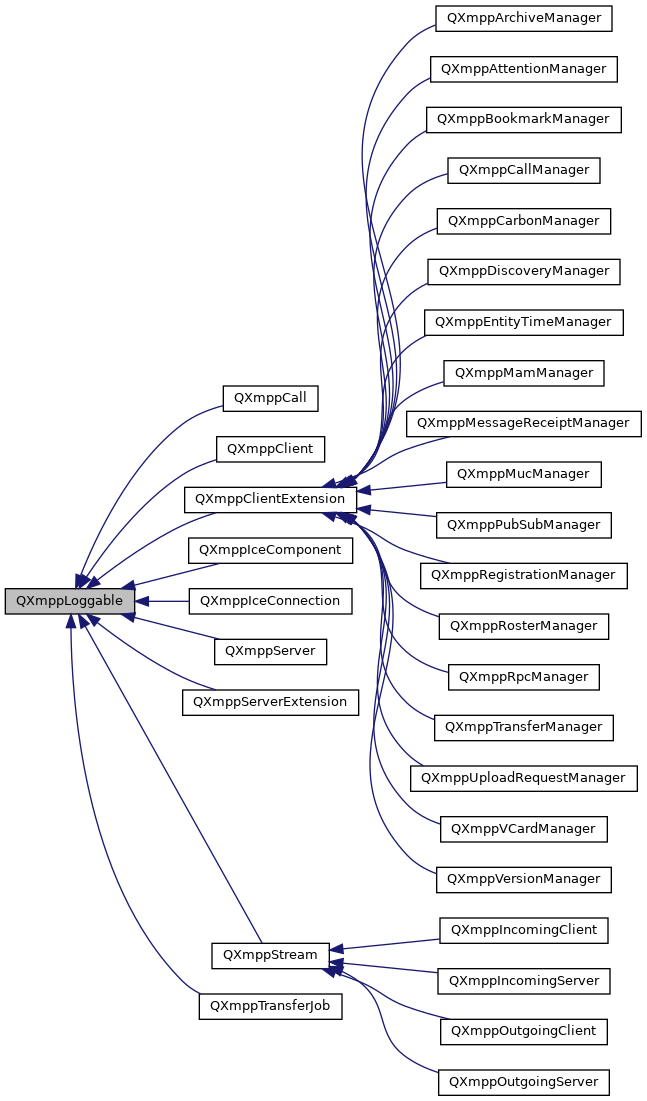 QXmppArchiveManager
QXmppAttentionManager
QXmppBookmarkManager
QXmppCallManager
QXmppCarbonManager
QXmppDiscoveryManager
QXmppEntityTimeManager
QXmppMamManager
QXmppCall
QXmppMessageReceiptManager
QXmppClient
QXmppMucManager
QXmppClientExtension
QXmppPubSubManager
QXmppIceComponent
QXmppRegistrationManager
QXmppLoggable
QXmppIceConnection
QXmppRosterManager
QXmppServer
QXmppRpcManager
QXmppServerExtension
QXmppTransferManager
QXmppUploadRequestManager
QXmppVCardManager
QXmppVersionManager
QXmppIncomingClient
QXmppStream
QXmppIncomingServer
QXmppTransferJob
QXmppOutgoingClient
QXmppOutgoingServer